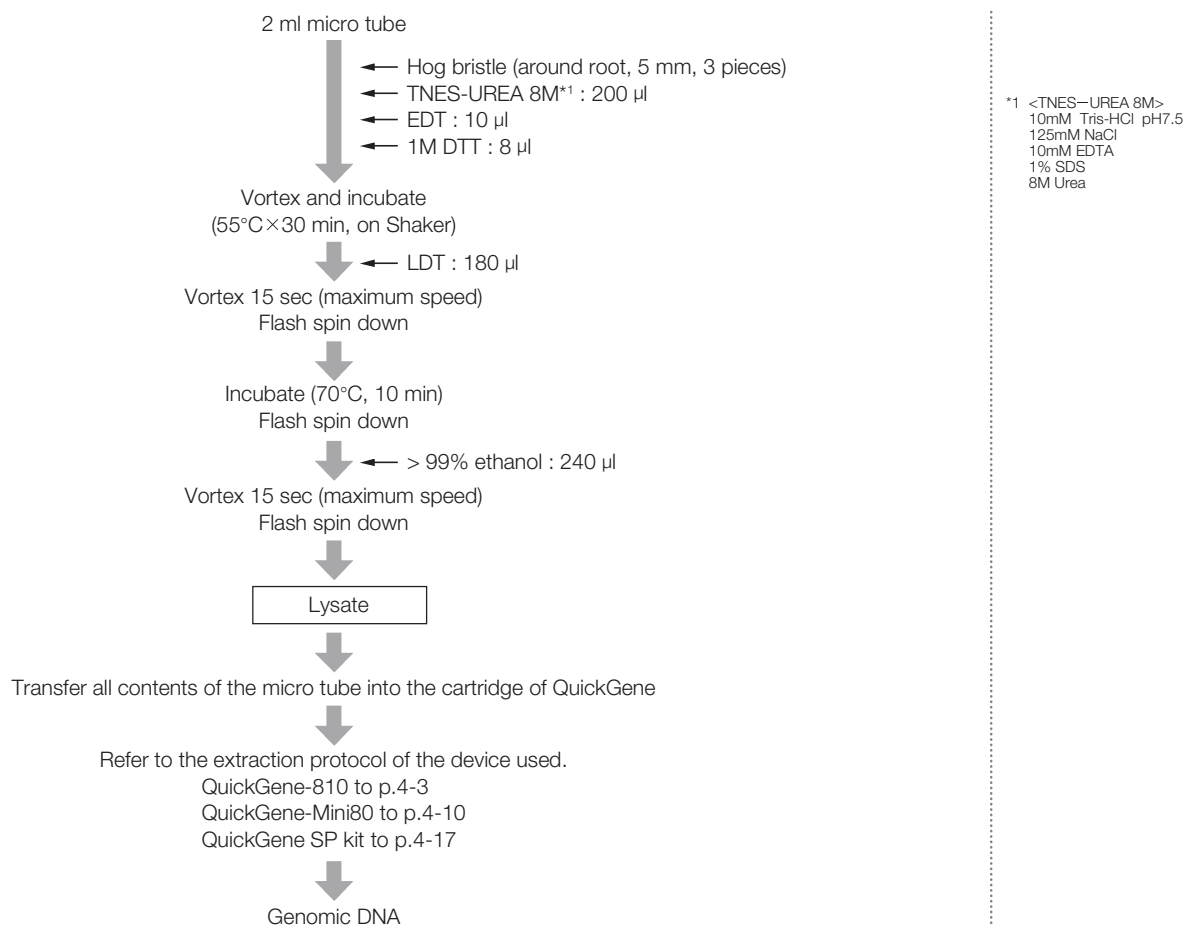 2 ml micro tube
Hog bristle (around root, 5 mm, 3 pieces)
TNES-UREA 8M*1 : 200 µl
EDT : 10 µl
1M DTT : 8 µl
Vortex and incubate
(55°C×30 min, on Shaker)
LDT : 180 µl
Vortex 15 sec (maximum speed)
Flash spin down
Incubate (70°C, 10 min)
Flash spin down
> 99% ethanol : 240 µl
Vortex 15 sec (maximum speed)
Flash spin down
Lysate
Transfer all contents of the micro tube into the cartridge of QuickGene
Refer to the extraction protocol of the device used.
QuickGene-810 to p.4-3
QuickGene-Mini80 to p.4-10
QuickGene SP kit to p.4-17
Genomic DNA
*1 <TNES−UREA 8M>
10mM Tris-HCl pH7.5
125mM NaCl
10mM EDTA
1% SDS
8M Urea